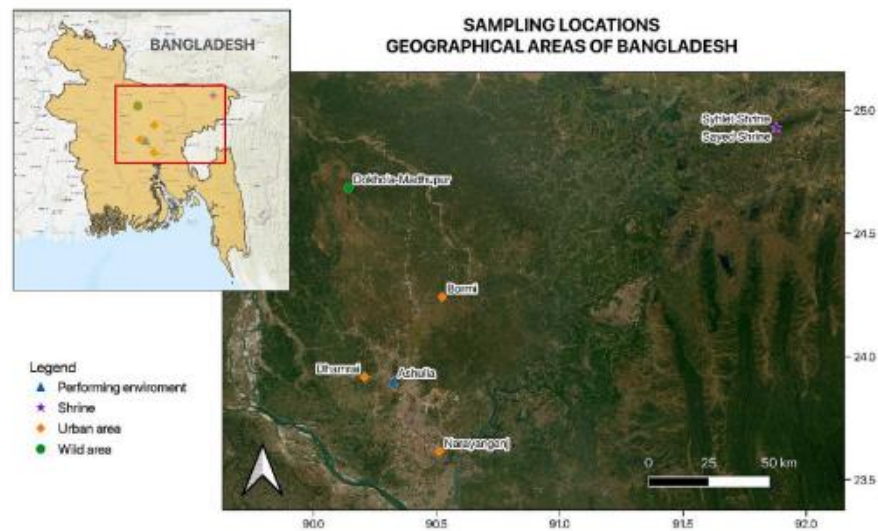 SAMPLING LOCATIONS
GEOGRAPHICAL AREAS OF BANGLADESH
BANGLADESH
25.0
Syhlet Shrine
Sayed Shrine
Dokhola-Madhupur
24.5
Bormi
24.0
Dhamrai
Ashulia
Narayanganj
23.5
0 25 50 km
90.0 90.5 91.0 91.5 92.0
Legend
Performing enviroment
Shrine
Urban area
Wild area